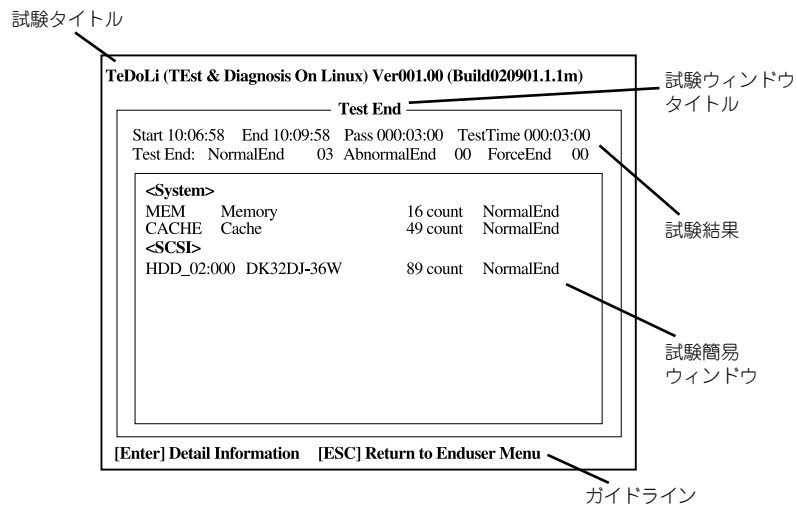 試験タイトル
TeDoLi (TEst & Diagnosis On Linux) Ver001.00 (Build020901.1.1m)
試験ウィンドウ
タイトル
Test End
Start 10:06:58 End 10:09:58 Pass 000:03:00 TestTime 000:03:00
Test End: NormalEnd 03 AbnormalEnd 00 ForceEnd 00
<System>
MEM Memory 16 count NormalEnd
CACHE Cache 49 count NormalEnd
試験結果
<SCSI>
HDD_02:000 DK32DJ-36W 89 count NormalEnd
試験簡易
ウィンドウ
[Enter] Detail Information [ESC] Return to Enduser Menu
ガイドライン